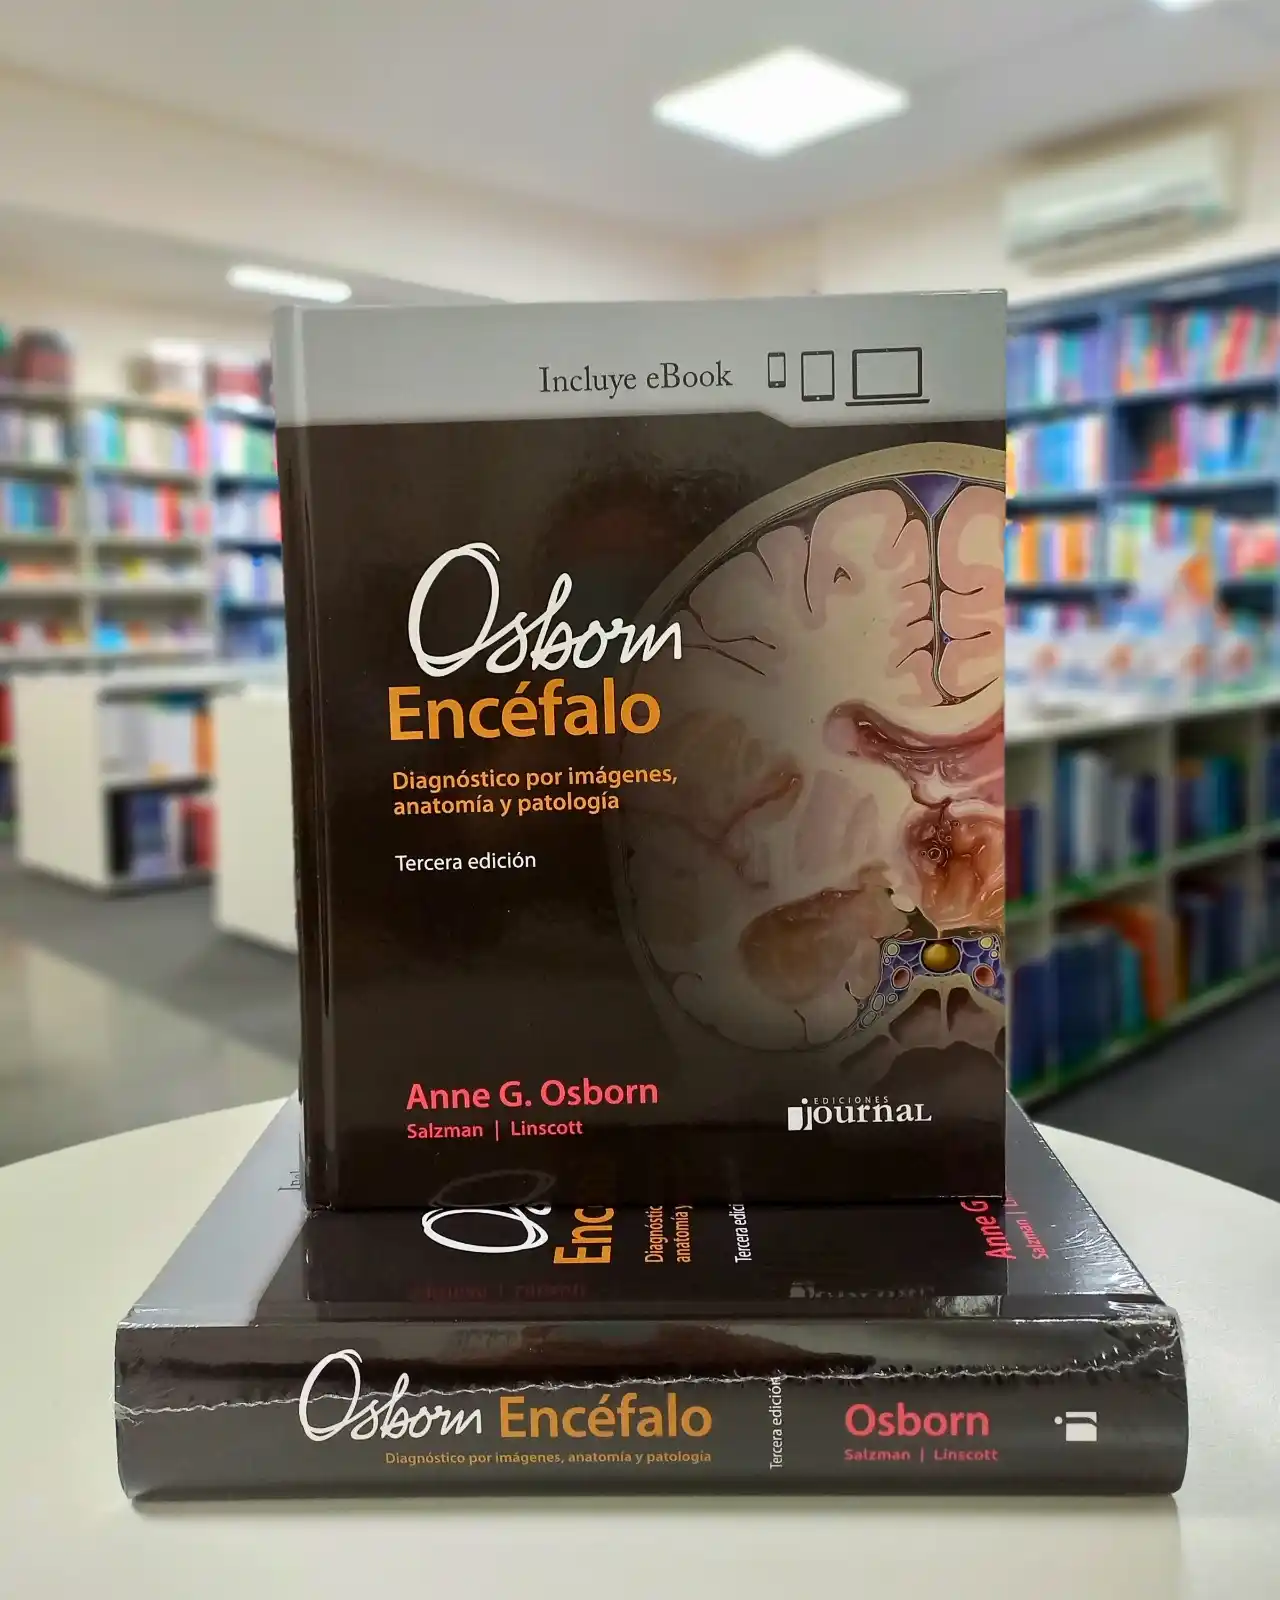 Incluye eBook
Osborn
Encéfalo
Diagnóstico por imágenes,
anatomía y patología
Tercera edición
Anne G. Osborn
Salzman | Linscott
EDICIONES
journal
Diagnóstic
anatomía y
Tercera edici
Anne G
Salzman | Li
Osborn Encéfalo
Diagnóstico por imágenes, anatomía y patología
Tercera edición
Osborn
Salzman | Linscott